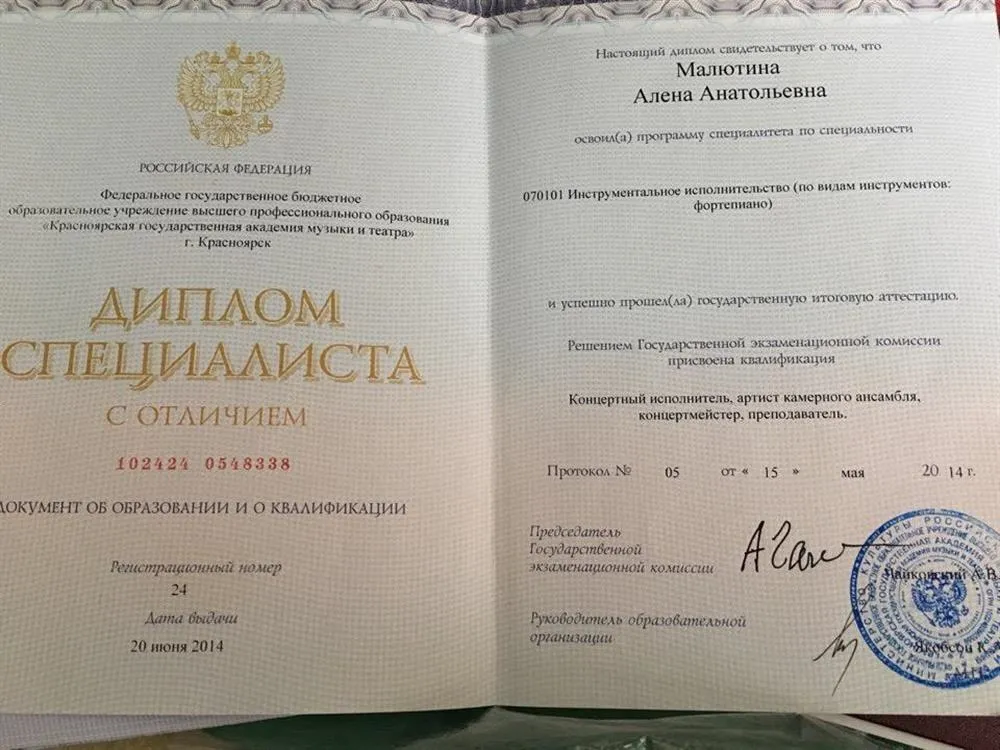 РОССИЙСКАЯ ФЕДЕРАЦИЯ
Федеральное государственное бюджетное
образовательное учреждение высшего профессионального образования
«Красноярская государственная академия музыки и театра»
г. Красноярск
ДИПЛОМ
СПЕЦИАЛИСТА
С ОТЛИЧИЕМ
102424 0548338
ДОКУМЕНТ ОБ ОБРАЗОВАНИИ И О КВАЛИФИКАЦИИ
Регистрационный номер
24
Дата выдачи
20 июня 2014
Настоящий диплом свидетельствует о том, что
Малютина
Алена Анатольевна
освоил(а) программу специалитета по специальности
070101 Инструментальное исполнительство (по видам инструментов:
фортепиано)
и успешно прошел(ла) государственную итоговую аттестацию.
Решением Государственной экзаменационной комиссии
присвоена квалификация
Концертный исполнитель, артист камерного ансамбля,
концертмейстер, преподаватель.
Протокол № 05 от « 15 » мая 20 14 г.
Председатель
Государственной
экзаменационной комиссии
Чайковский А.В.
Руководитель образовательной
организации
Якобсон К.